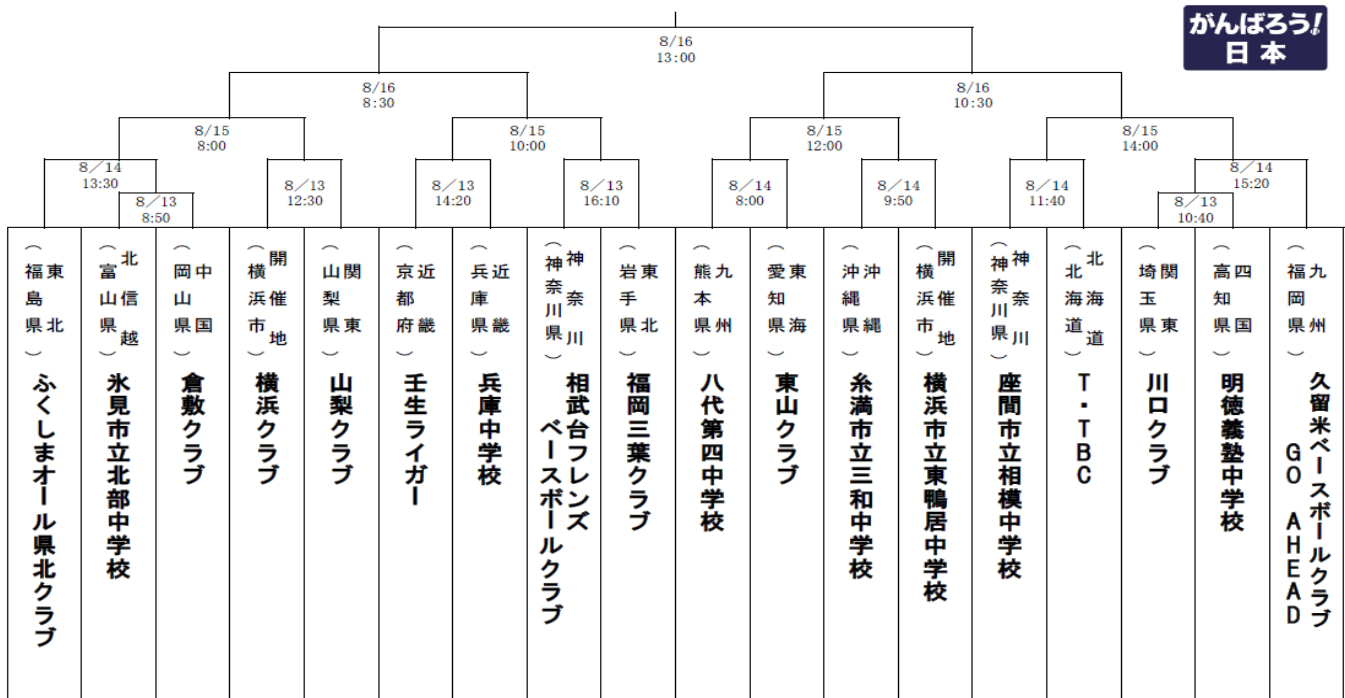 がんばろう!
日本
8/16
13:00
8/16
8:30
8/16
10:30
8/15
8:00
8/15
10:00
8/15
12:00
8/15
14:00
8/14
13:30
8/13
8:50
8/13
12:30
8/13
14:20
8/13
16:10
8/14
8:00
8/14
9:50
8/14
11:40
8/13
10:40
8/14
15:20
東北
（福島県）
ふくしまオール県北クラブ
北信越
（富山県）
氷見市立北部中学校
中国
（岡山県）
倉敷クラブ
開催地
（横浜市）
横浜クラブ
関東
（山梨県）
山梨クラブ
近畿
（京都府）
壬生ライガー
近畿
（兵庫県）
兵庫中学校
神奈川
（神奈川県）
相武台フレンズ
ベースボールクラブ
東北
（岩手県）
福岡三葉クラブ
九州
（熊本県）
八代第四中学校
東海
（愛知県）
東山クラブ
沖縄
（沖縄県）
糸満市立三和中学校
開催地
（横浜市）
横浜市立東鴨居中学校
神奈川
（神奈川県）
座間市立相模中学校
北海道
（北海道）
T・TBC
関東
（埼玉県）
川口クラブ
四国
（高知県）
明徳義塾中学校
九州
（福岡県）
久留米ベースボールクラブ
GO AHEAD